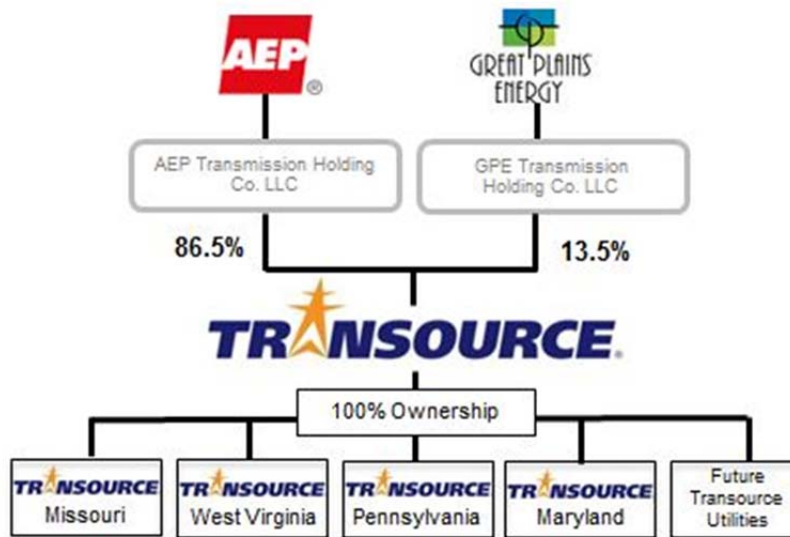 AEP®
GREAT PLAINS
ENERGY
AEP Transmission Holding
Co. LLC
GPE Transmission
Holding Co. LLC
86.5%
13.5%
TRANSOURCE®
100% Ownership
TRANSOURCE
Missouri
TRANSOURCE
West Virginia
TRANSOURCE
Pennsylvania
TRANSOURCE
Maryland
Future
Transource
Utilities